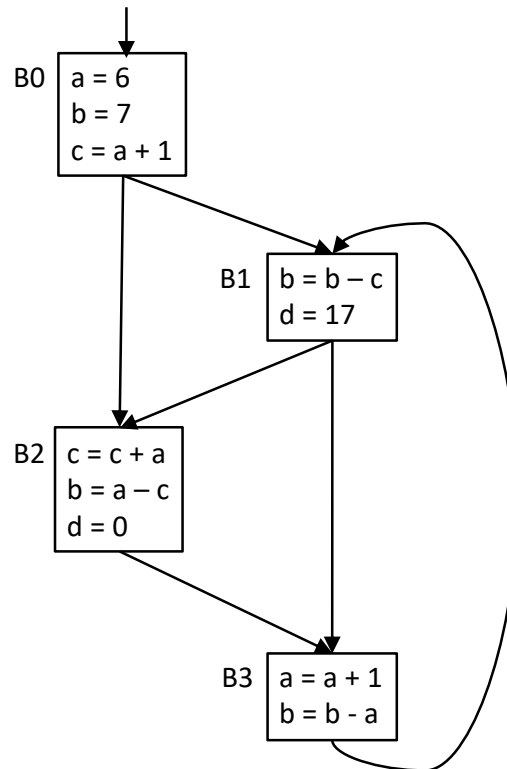 B0
a = 6
b = 7
c = a + 1
B1
b = b – c
d = 17
B2
c = c + a
b = a – c
d = 0
B3
a = a + 1
b = b - a